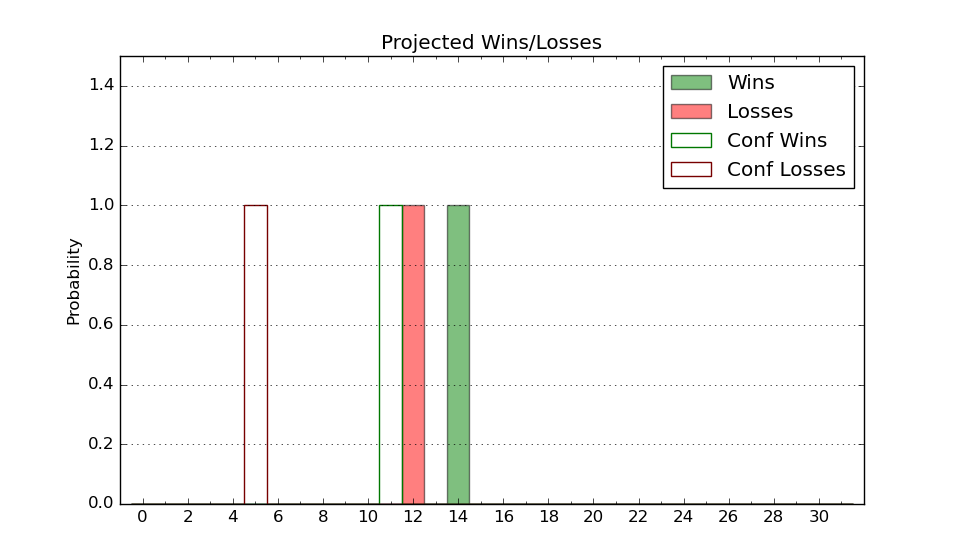 Projected Wins/Losses
Wins
Losses
Conf Wins
Conf Losses
Probability
1.4
1.2
1.0
0.8
0.6
0.4
0.2
0.0
0 2 4 6 8 10 12 14 16 18 20 22 24 26 28 30